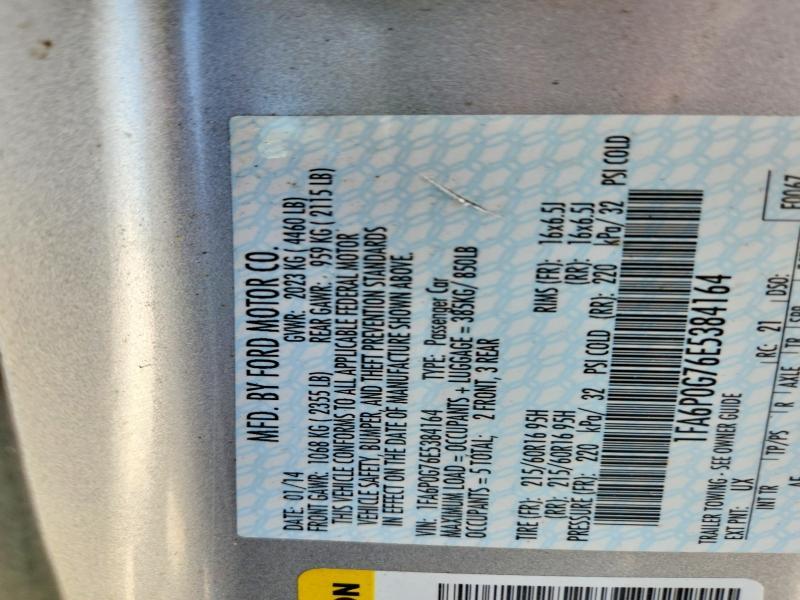 MFD. BY FORD MOTOR CO.
DATE: 07/14 GVWR: 2023 KG ( 4460 LB)
FRONT GAWR: 1068 KG ( 2355 LB) REAR GAWR: 959 KG ( 2115 LB)
THIS VEHICLE CONFORMS TO ALL APPLICABLE FEDERAL MOTOR
VEHICLE SAFETY, BUMPER, AND THEFT PREVENTION STANDARDS
IN EFFECT ON THE DATE OF MANUFACTURE SHOWN ABOVE.
VIN: 1FA6P0G76E5384164 TYPE: Passenger Car
MAXIMUM LOAD = OCCUPANTS + LUGGAGE = 385KG/ 850LB
OCCUPANTS = 5 TOTAL; 2 FRONT, 3 REAR
TIRE (FR): 215/60R16 95H RIMS (FR): 16x6.5J
(RR): 215/60R16 95H (RR): 16x6.5J
PRESSURE (FR): 220 kPa/ 32 PSI COLD (RR): 220 kPa/ 32 PSI COLD
1FA6P0G76E5384164
TRAILER TOWING - SEE OWNER GUIDE
EXT PNT: UX RC: 21 DSO: F0067
INT TR TP/PS R AXLE TR SPR
ON